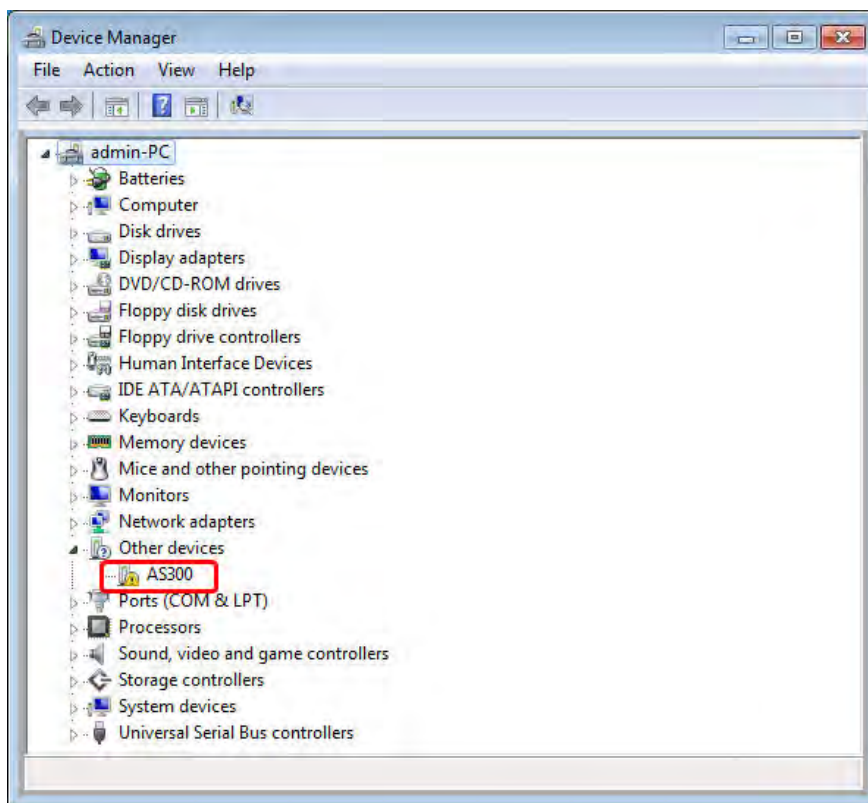 Device Manager
File Action View Help
admin-PC
Batteries
Computer
Disk drives
Display adapters
DVD/CD-ROM drives
Floppy disk drives
Floppy drive controllers
Human Interface Devices
IDE ATA/ATAPI controllers
Keyboards
Memory devices
Mice and other pointing devices
Monitors
Network adapters
Other devices
AS300
Ports (COM & LPT)
Processors
Sound, video and game controllers
Storage controllers
System devices
Universal Serial Bus controllers